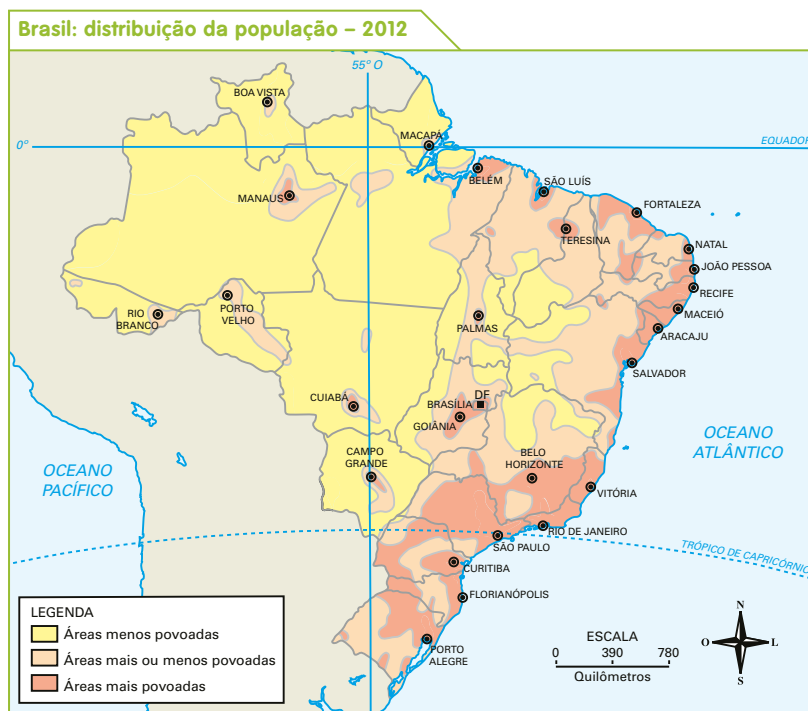 Brasil: distribuição da população – 2012
55º O
BOA VISTA
MACAPÁ
0º
EQUADOR
BELÉM
SÃO LUÍS
MANAUS
FORTALEZA
TERESINA
NATAL
JOÃO PESSOA
RECIFE
PORTO
VELHO
RIO
BRANCO
MACEIÓ
PALMAS
ARACAJU
SALVADOR
CUIABÁ
DF
BRASÍLIA
GOIÂNIA
OCEANO
ATLÂNTICO
CAMPO
GRANDE
BELO
HORIZONTE
OCEANO
PACÍFICO
VITÓRIA
RIO DE JANEIRO
SÃO PAULO
TRÓPICO DE CAPRICÓRNIO
CURITIBA
FLORIANÓPOLIS
PORTO
ALEGRE
LEGENDA
Áreas menos povoadas
Áreas mais ou menos povoadas
Áreas mais povoadas
ESCALA
0 390 780
Quilômetros
N
O L
S